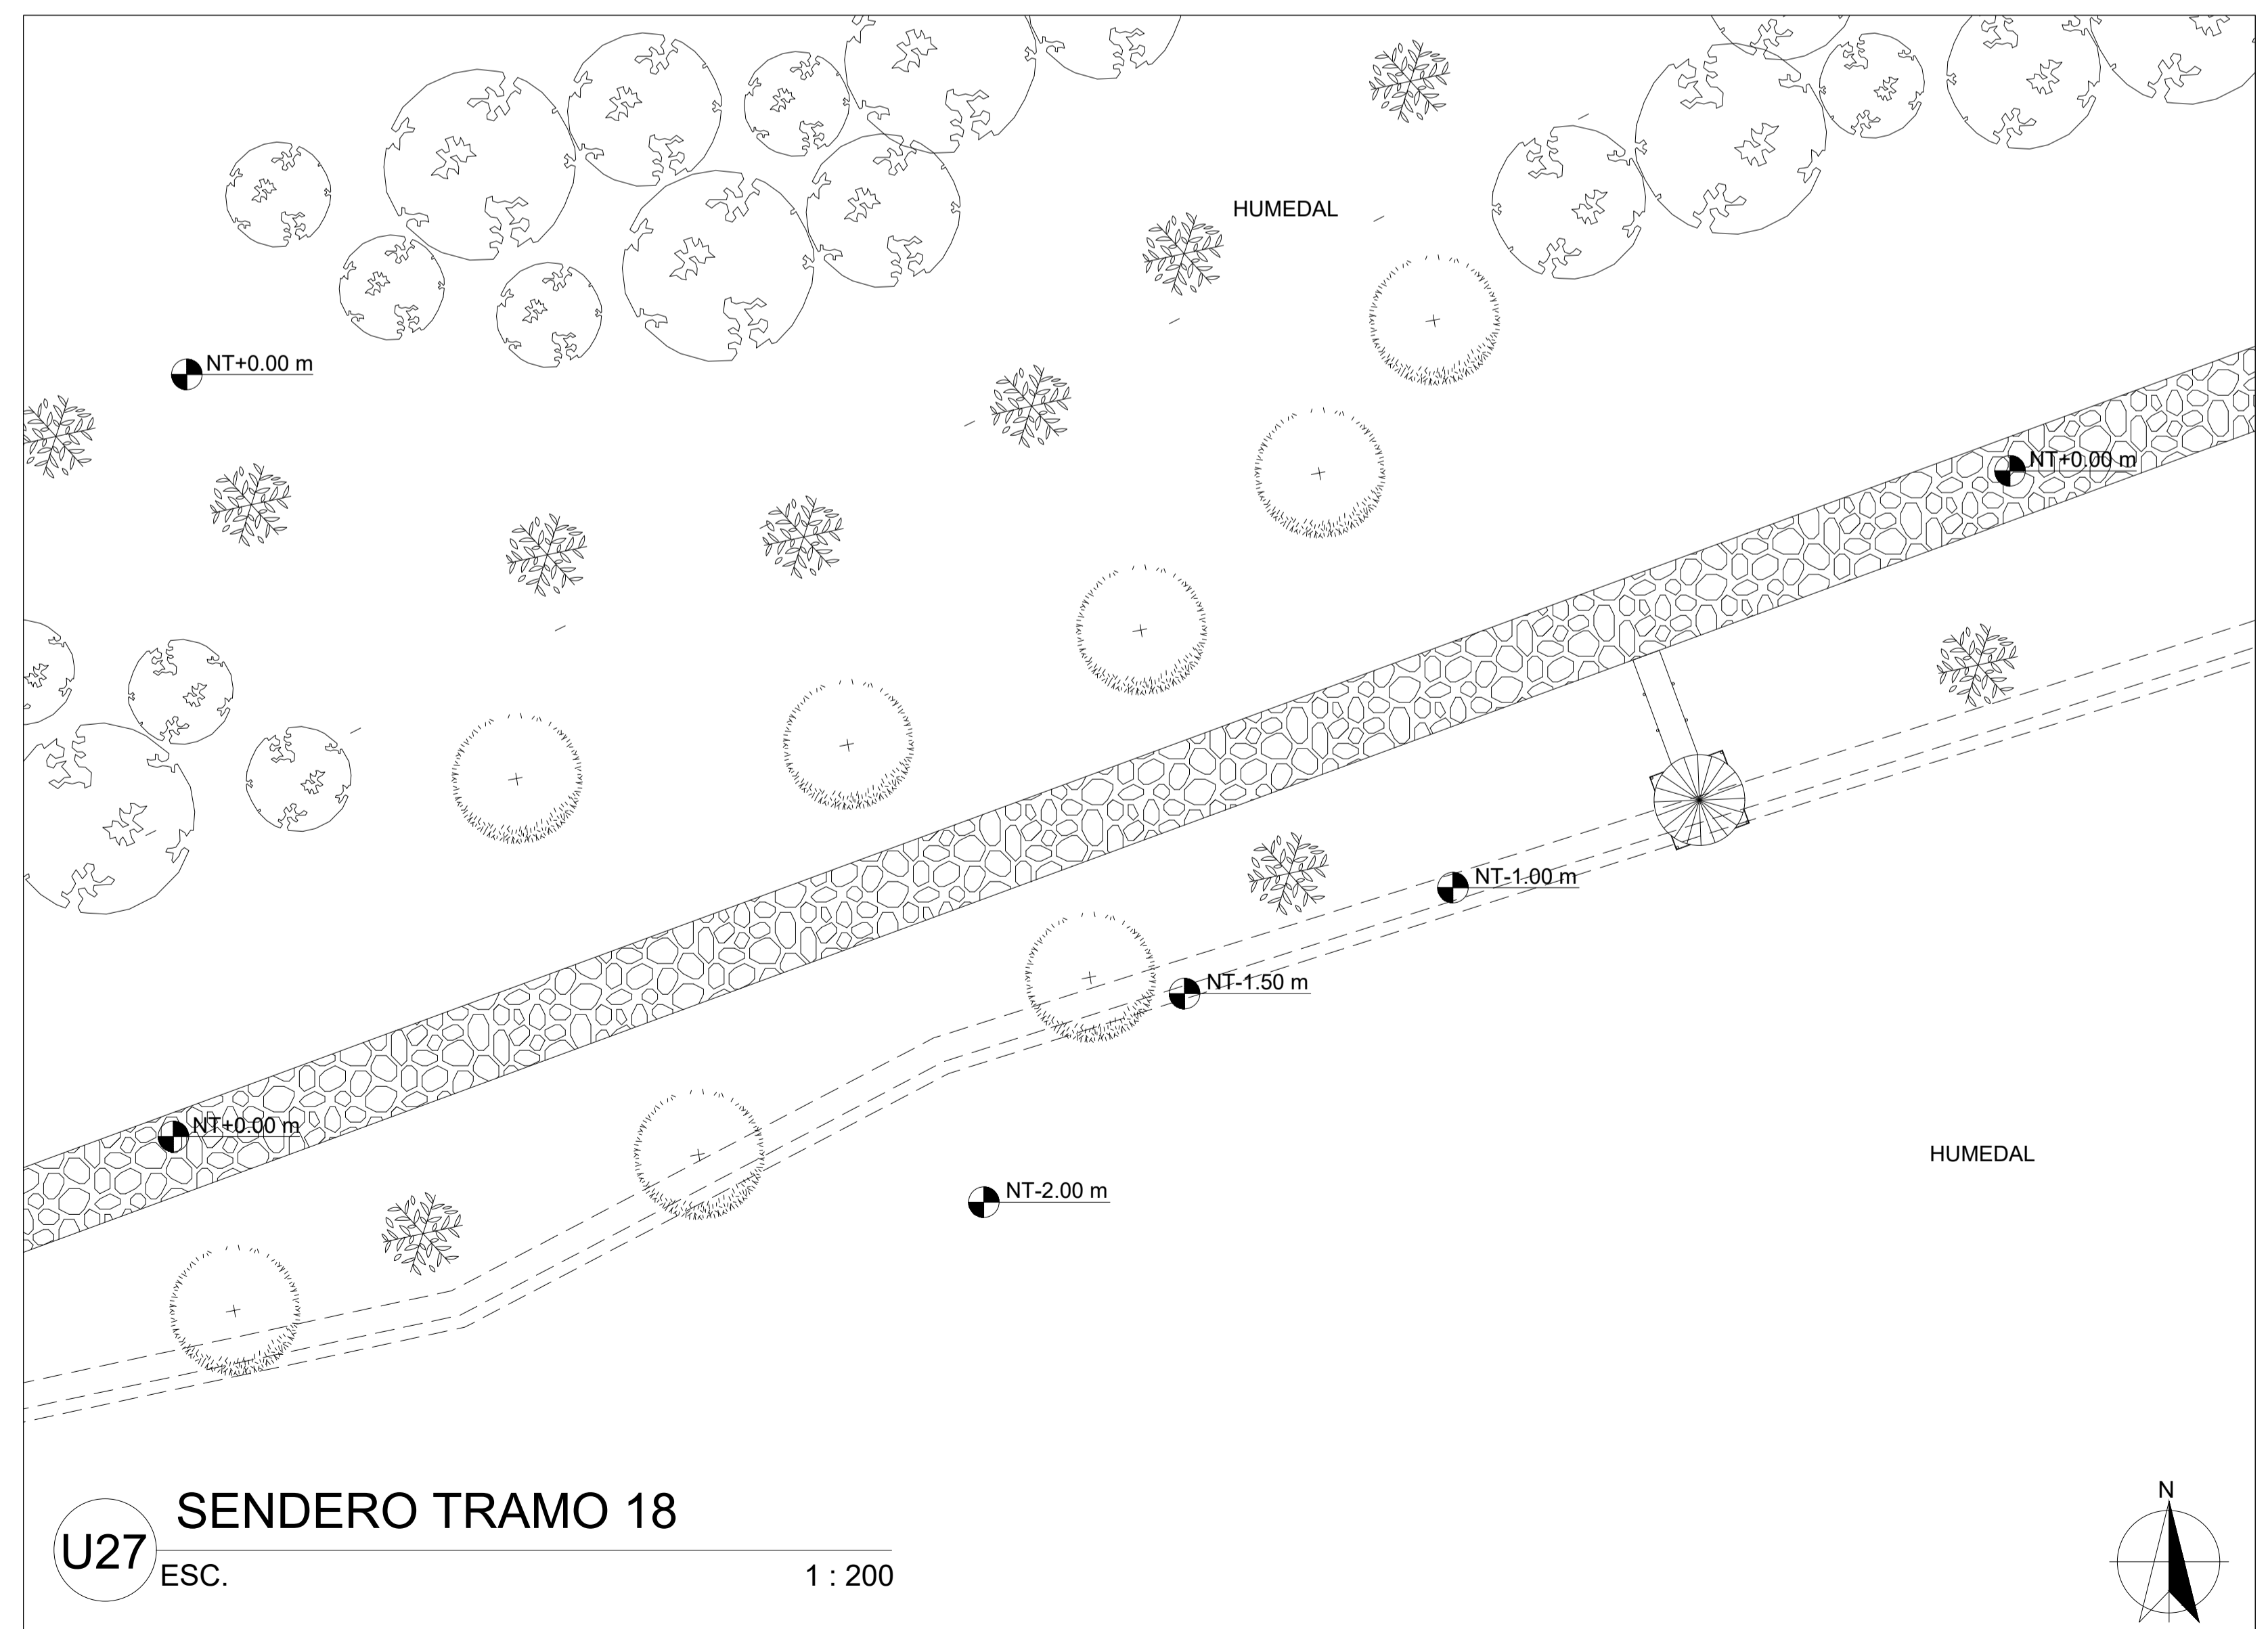 HUMEDAL
NT+0.00 m
NT+0.00 m
NT-1.00 m
NT-1.50 m
NT+0.00 m
HUMEDAL
NT-2.00 m
SENDERO TRAMO 18
U27
ESC. 1 : 200
N